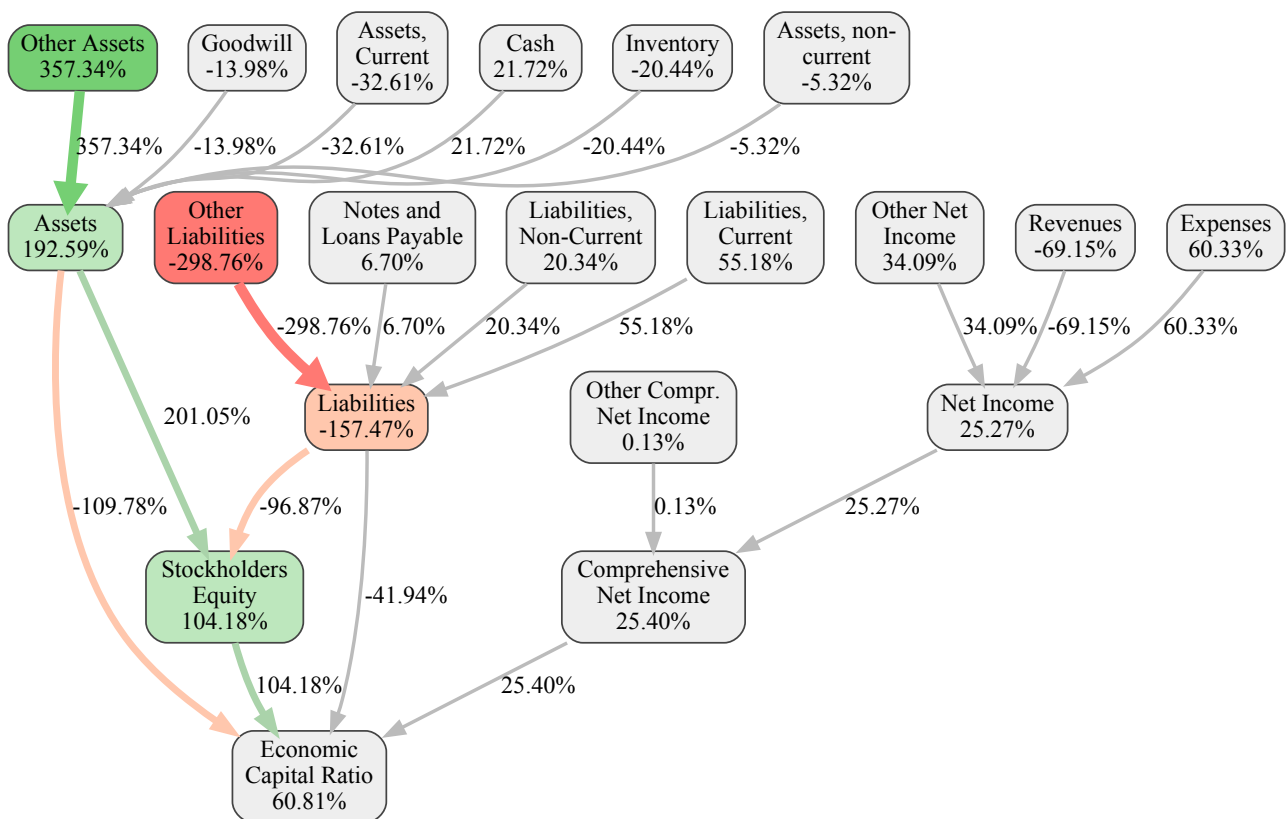 Other Assets
357.34%
Goodwill
-13.98%
Assets,
Current
-32.61%
Cash
21.72%
Inventory
-20.44%
Assets, non-
current
-5.32%
357.34%
-13.98%
-32.61%
21.72%
-20.44%
-5.32%
Assets
192.59%
Other
Liabilities
-298.76%
Notes and
Loans Payable
6.70%
Liabilities,
Non-Current
20.34%
Liabilities,
Current
55.18%
Other Net
Income
34.09%
Revenues
-69.15%
Expenses
60.33%
-298.76%
6.70%
20.34%
55.18%
34.09%
-69.15%
60.33%
201.05%
Liabilities
-157.47%
Other Compr.
Net Income
0.13%
Net Income
25.27%
-109.78%
-96.87%
0.13%
25.27%
Stockholders
Equity
104.18%
-41.94%
Comprehensive
Net Income
25.40%
104.18%
25.40%
Economic
Capital Ratio
60.81%